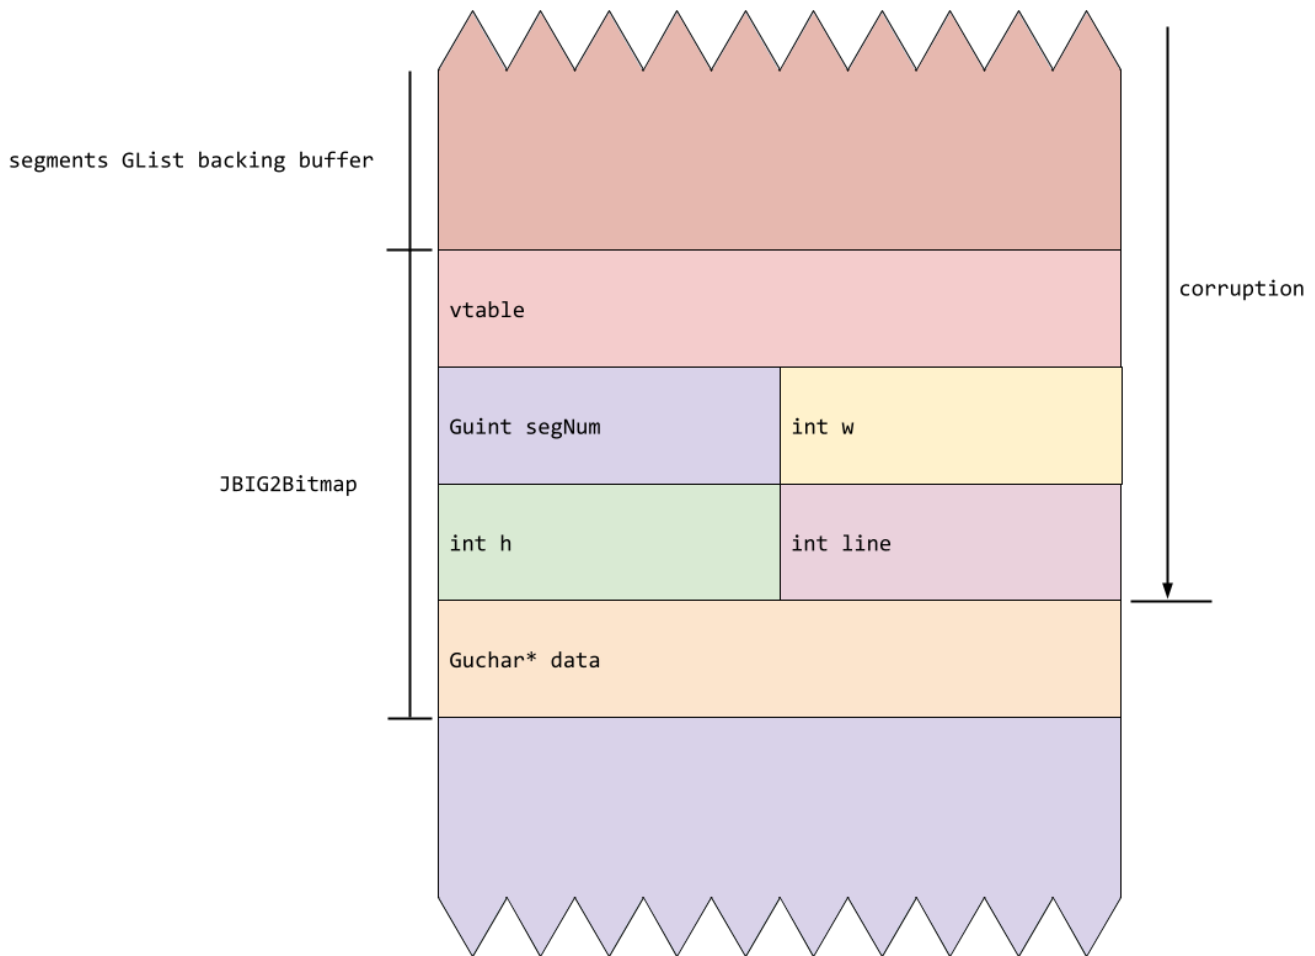 segments GList backing buffer
corruption
vtable
Guint segNum
int w
JBIG2Bitmap
int h
int line
Guchar* data